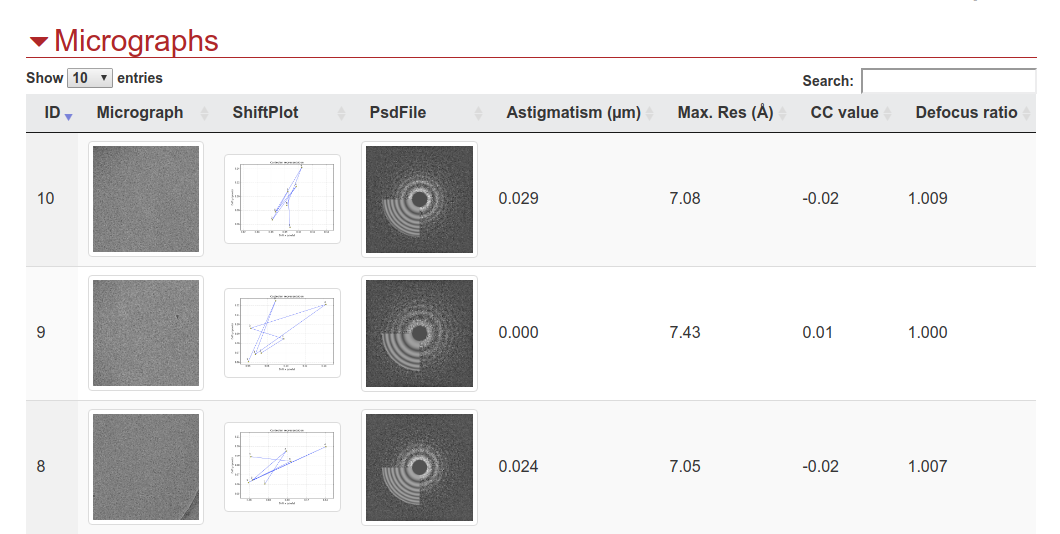 Micrographs
Show 10 entries
Search:
ID Micrograph ShiftPlot PsdFile Astigmatism (μm) Max. Res (Å) CC value Defocus ratio
10 0.029 7.08 -0.02 1.009
9 0.000 7.43 0.01 1.000
8 0.024 7.05 -0.02 1.007